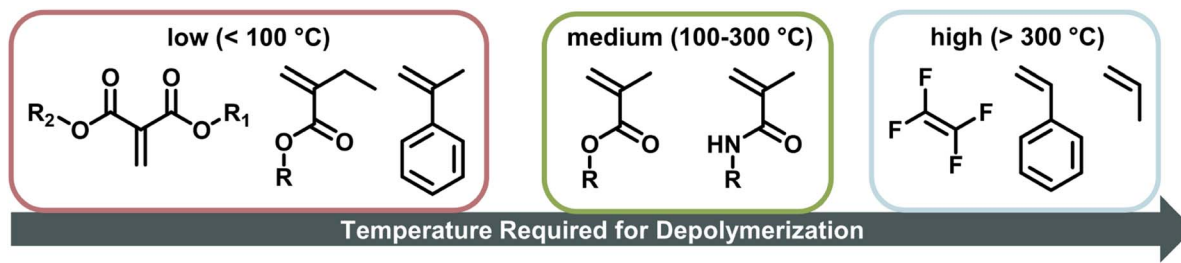 low (< 100 °C)
medium (100-300 °C)
high (> 300 °C)
O O
R₂ O O R₁
O O
R
O HN O
R R
F
F F
F
Temperature Required for Depolymerization